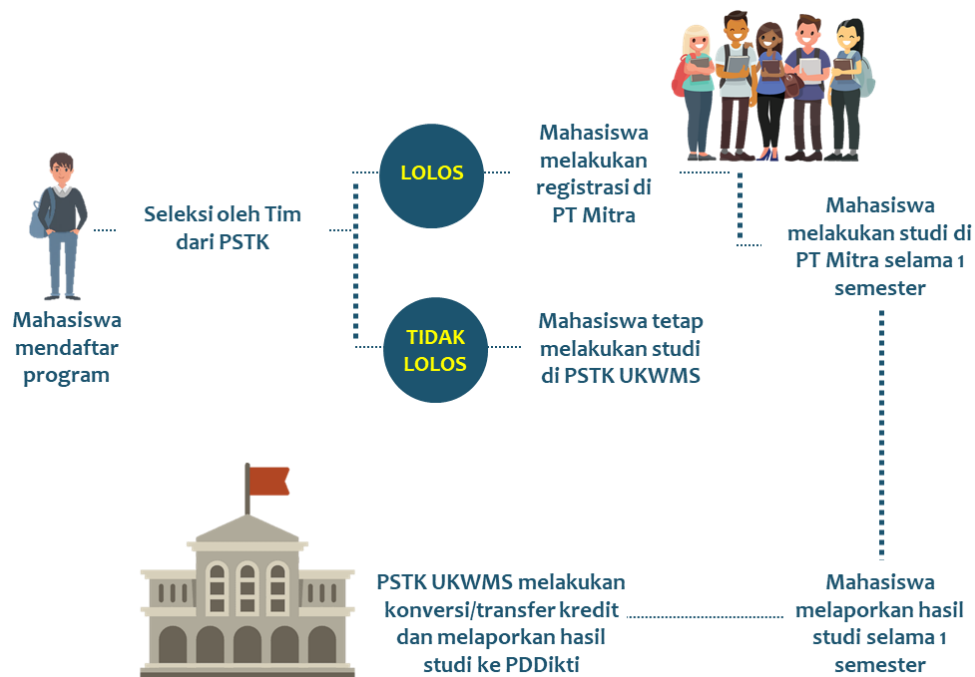 Mahasiswa
mendaftar
program
Seleksi oleh Tim
dari PSTK
LOLOS
Mahasiswa
melakukan
registrasi di
PT Mitra
TIDAK
LOLOS
Mahasiswa tetap
melakukan studi
di PSTK UKWMS
Mahasiswa
melakukan studi di
PT Mitra selama 1
semester
Mahasiswa
melaporkan hasil
studi selama 1
semester
PSTK UKWMS melakukan
konversi/transfer kredit
dan melaporkan hasil
studi ke PDDikti